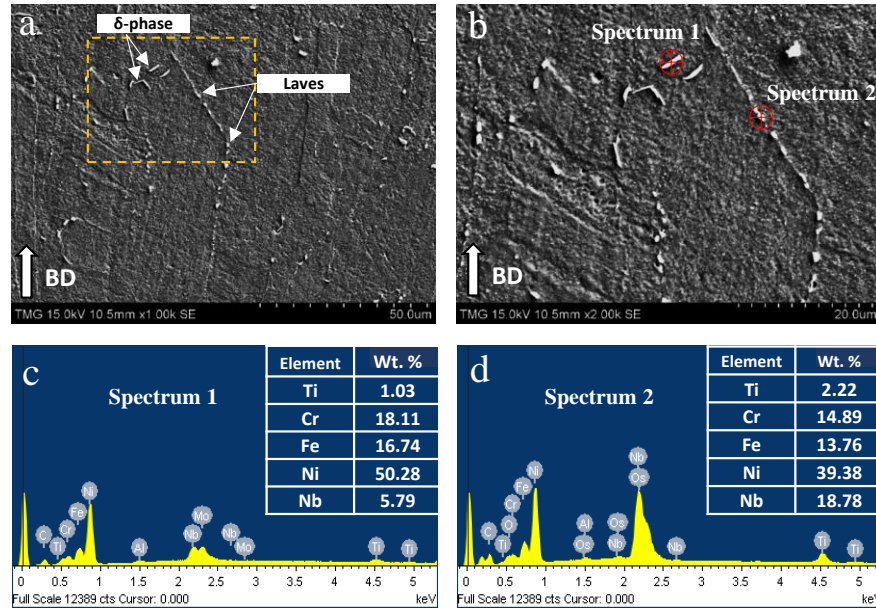 a
δ-phase
Laves
BD
TMG 15.0kV 10.5mm x1.00k SE
50.0um
b
Spectrum 1
Spectrum 2
BD
TMG 15.0kV 10.5mm x2.00k SE
20.0um
c
Spectrum 1
Element Wt. %
Ti 1.03
Cr 18.11
Fe 16.74
Ni 50.28
Nb 5.79
Ni
Fe
Cr
C
Ti
Al
Mo
Nb
Nb
Mo
Ti
Ti
0 0.5 1 1.5 2 2.5 3 3.5 4 4.5 5
Full Scale 12389 cts Cursor: 0.000 keV
d
Spectrum 2
Element Wt. %
Ti 2.22
Cr 14.89
Fe 13.76
Ni 39.38
Nb 18.78
Ni
Fe
Cr
O
C
Ti
Al
Os
Os
Nb
Nb
Os
Nb
Ti
Ti
0 0.5 1 1.5 2 2.5 3 3.5 4 4.5 5
Full Scale 12389 cts Cursor: 0.000 keV